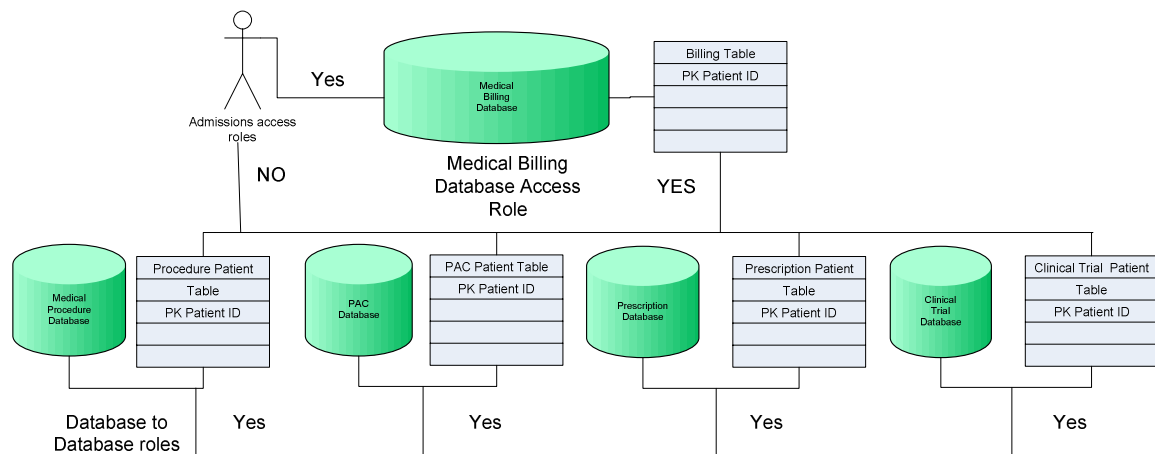 Yes
Medical
Billing
Database
Billing Table
PK Patient ID
Admissions access
roles
NO
Medical Billing
Database Access
Role
YES
Medical
Procedure
Database
Procedure Patient
Table
PK Patient ID
PAC
Database
PAC Patient Table
PK Patient ID
Prescription
Database
Prescription Patient
Table
PK Patient ID
Clinical
Trial
Database
Clinical Trial Patient
Table
PK Patient ID
Database to
Database roles
Yes
Yes
Yes
Yes